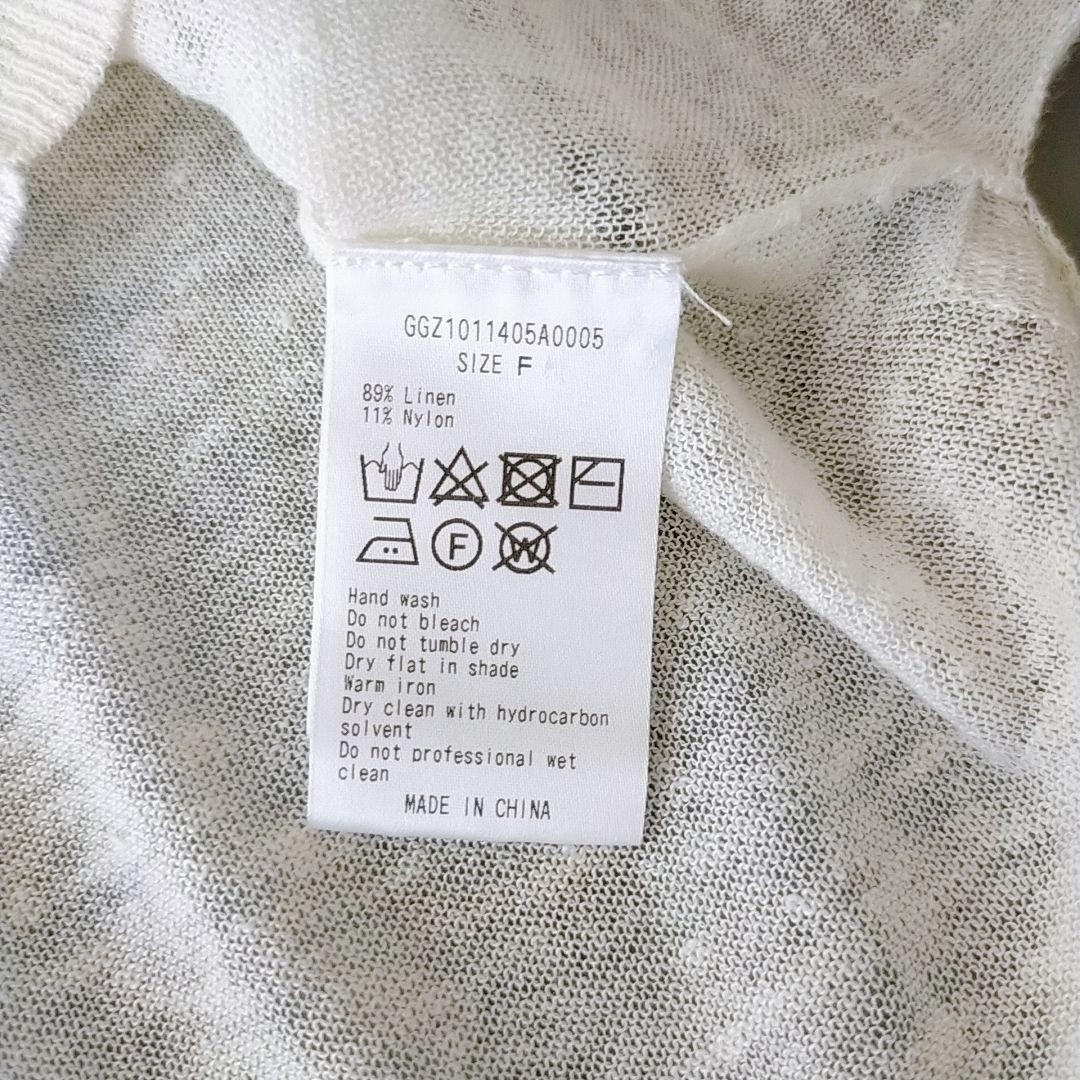 GGZ1011405A0005
SIZE F
89% Linen
11% Nylon
F W
Hand wash
Do not bleach
Do not tumble dry
Dry flat in shade
Warm iron
Dry clean with hydrocarbon
solvent
Do not professional wet
clean
MADE IN CHINA